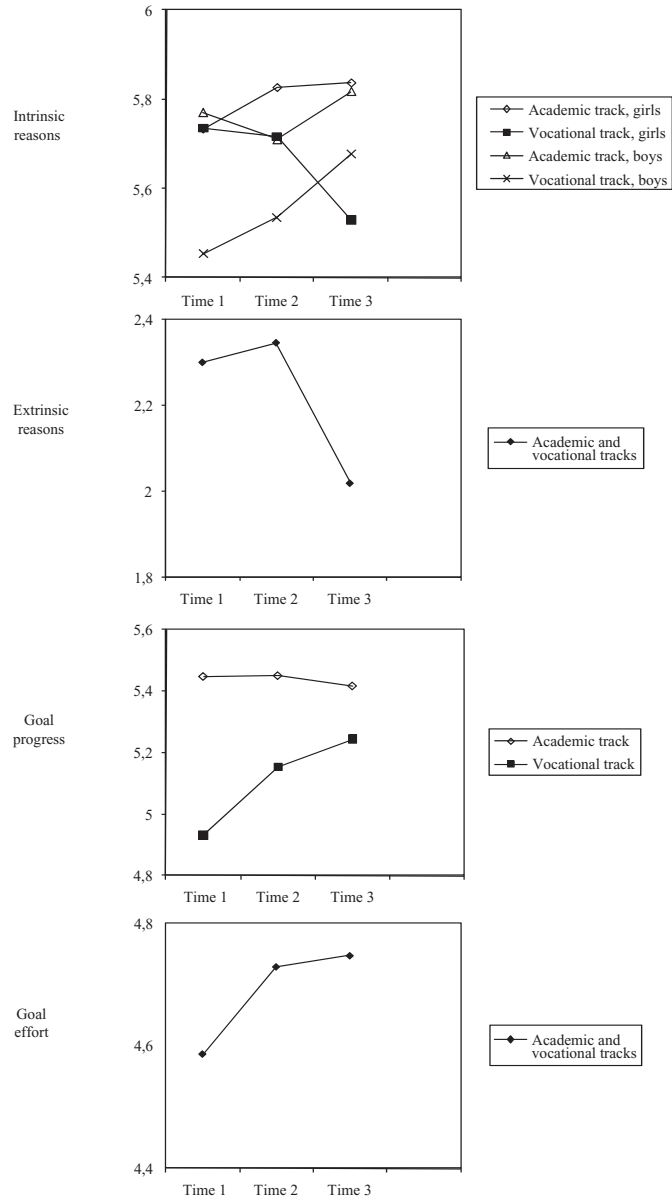 6
5,8
5,6
5,4
Intrinsic
reasons
Time 1 Time 2 Time 3
Academic track, girls
Vocational track, girls
Academic track, boys
Vocational track, boys
2,4
2,2
2
1,8
Extrinsic
reasons
Time 1 Time 2 Time 3
Academic and
vocational tracks
5,6
5,4
5,2
5
4,8
Goal
progress
Time 1 Time 2 Time 3
Academic track
Vocational track
4,8
4,6
4,4
Goal
effort
Time 1 Time 2 Time 3
Academic and
vocational tracks